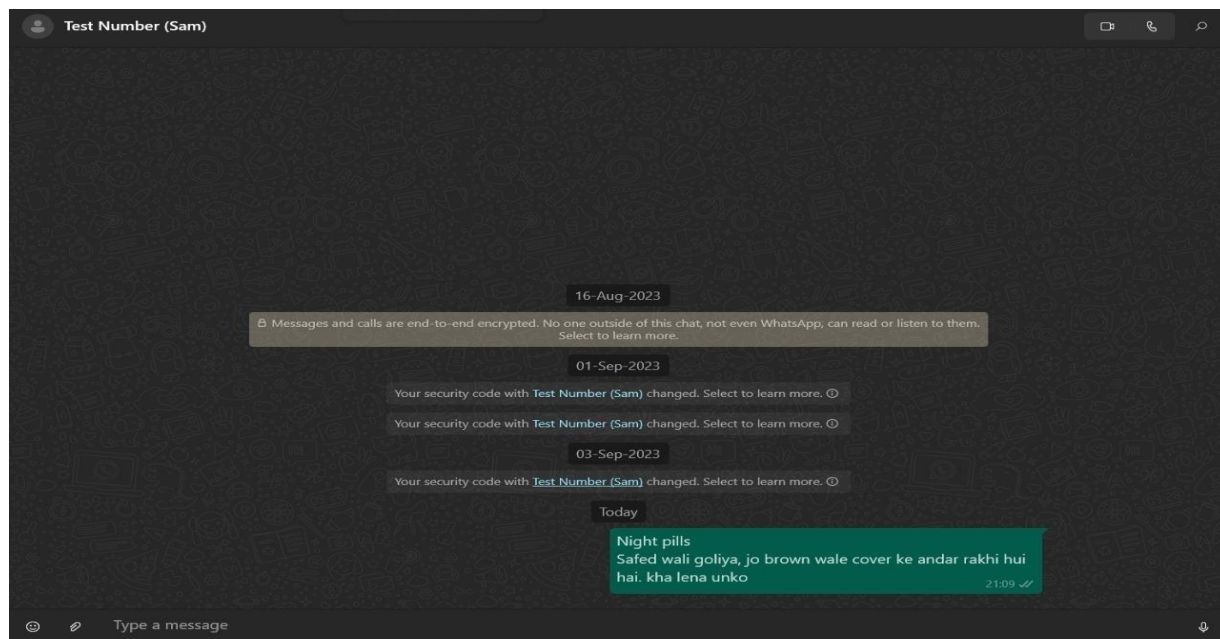 Test Number (Sam)
16-Aug-2023
Messages and calls are end-to-end encrypted. No one outside of this chat, not even WhatsApp, can read or listen to them.
Select to learn more.
01-Sep-2023
Your security code with Test Number (Sam) changed. Select to learn more.
Your security code with Test Number (Sam) changed. Select to learn more.
03-Sep-2023
Your security code with Test Number (Sam) changed. Select to learn more.
Today
Night pills
Safed wali goliya, jo brown wale cover ke andar rakhi hui
hai. kha lena unko
21:09
Type a message